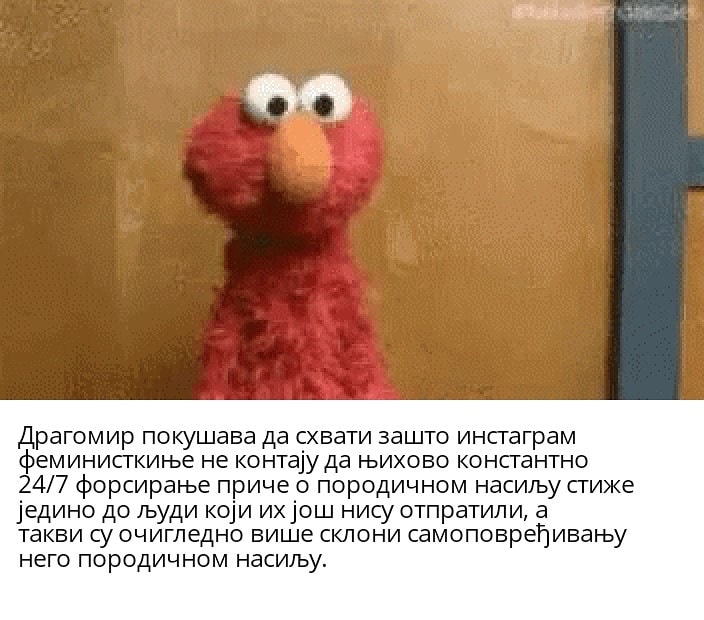 Драгомир покушава да схвати зашто инстаграм
феминисткиње не контају да њихово константно
24/7 форсирање приче о породичном насиљу стиже
једино до људи који их још нису отпратили, а
такви су очигледно више склони самоповређивању
него породичном насиљу.